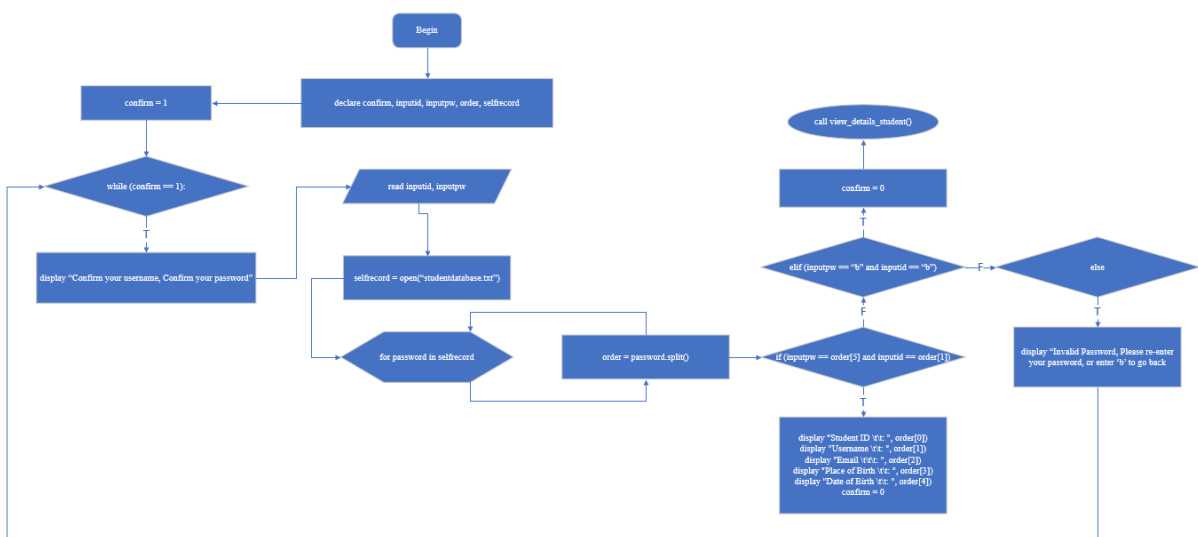 Begin
declare confirm, inputid, inputpw, order, selfrecord
confirm = 1
while (confirm == 1):
T
display “Confirm your username, Confirm your password”
read inputid, inputpw
selfrecord = open(“studentdatabase.txt”)
for password in selfrecord
order = password.split()
if (inputpw == order[5] and inputid == order[1])
T
display "Student ID \t\t: ", order[0])
display "Username \t\t: ", order[1])
display "Email \t\t\t: ", order[2])
display "Place of Birth \t\t: ", order[3])
display "Date of Birth \t\t: ", order[4])
confirm = 0
F
elif (inputpw == “b” and inputid == “b”)
T
confirm = 0
call view_details_student()
F
else
T
display “Invalid Password, Please re-enter
your password, or enter ‘b’ to go back